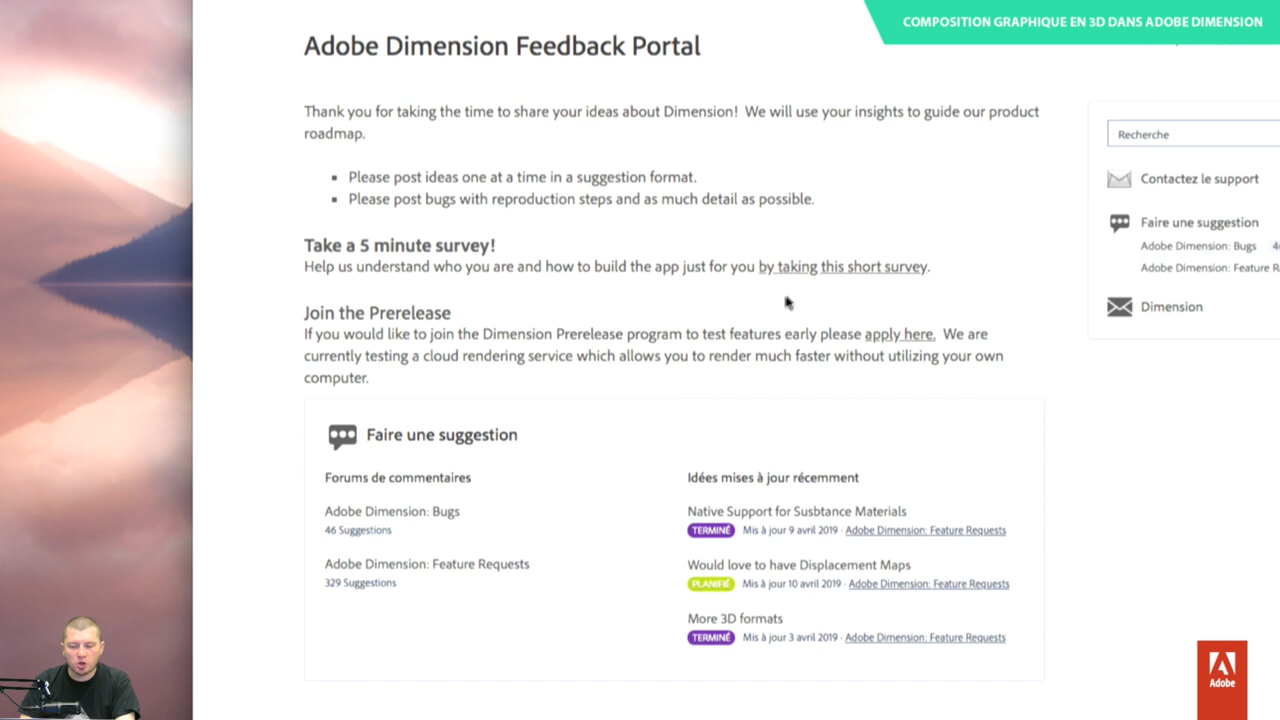 COMPOSITION GRAPHIQUE EN 3D DANS ADOBE DIMENSION
Adobe Dimension Feedback Portal
Thank you for taking the time to share your ideas about Dimension! We will use your insights to guide our product
roadmap.
Please post ideas one at a time in a suggestion format.
Please post bugs with reproduction steps and as much detail as possible.
Take a 5 minute survey!
Help us understand who you are and how to build the app just for you by taking this short survey.
Join the Prerelease
If you would like to join the Dimension Prerelease program to test features early please apply here. We are
currently testing a cloud rendering service which allows you to render much faster without utilizing your own
computer.
Faire une suggestion
Forums de commentaires
Adobe Dimension: Bugs
46 Suggestions
Adobe Dimension: Feature Requests
329 Suggestions
Idées mises à jour récemment
Native Support for Susbtance Materials
TERMINÉ Mis à jour 9 avril 2019 · Adobe Dimension: Feature Requests
Would love to have Displacement Maps
PLANIFIÉ Mis à jour 10 avril 2019 · Adobe Dimension: Feature Requests
More 3D formats
TERMINÉ Mis à jour 3 avril 2019 · Adobe Dimension: Feature Requests
Recherche
Contactez le support
Faire une suggestion
Adobe Dimension: Bugs
Adobe Dimension: Feature
Dimension
Adobe